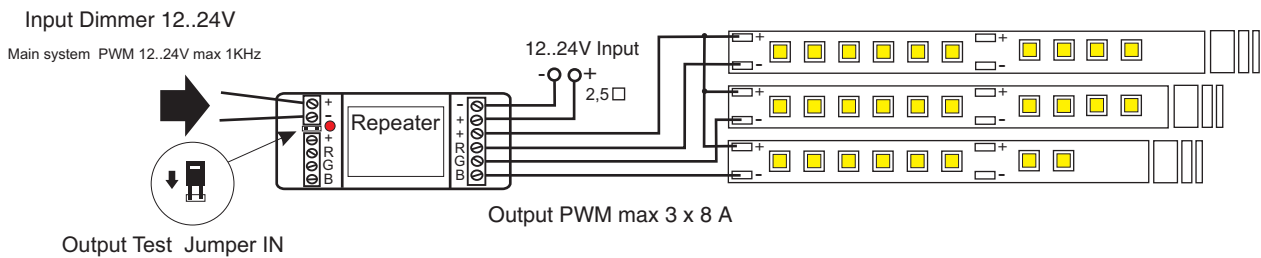 Input Dimmer 12..24V
Main system PWM 12..24V max 1KHz
12..24V Input
- +
2,5□
+
-
+
R
G
B
Repeater
-
+
+
R
G
B
+ +
- -
+ +
- -
+ +
- -
Output PWM max 3 x 8 A
Output Test Jumper IN